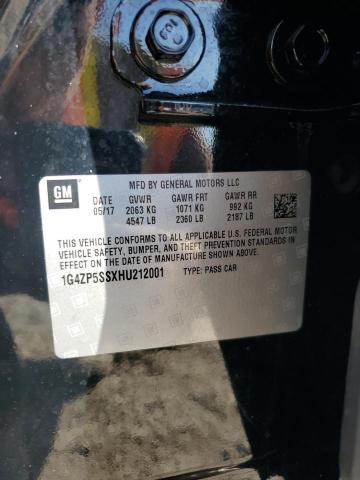 109
GM
MFD BY GENERAL MOTORS LLC
DATE GVWR GAWR FRT GAWR RR
05/17 2063 KG 1071 KG 992 KG
4547 LB 2360 LB 2187 LB
THIS VEHICLE CONFORMS TO ALL APPLICABLE U.S. FEDERAL MOTOR
VEHICLE SAFETY, BUMPER, AND THEFT PREVENTION STANDARDS IN
EFFECT ON THE DATE OF MANUFACTURE SHOWN ABOVE.
1G4ZP5SSXHU212001 TYPE: PASS CAR